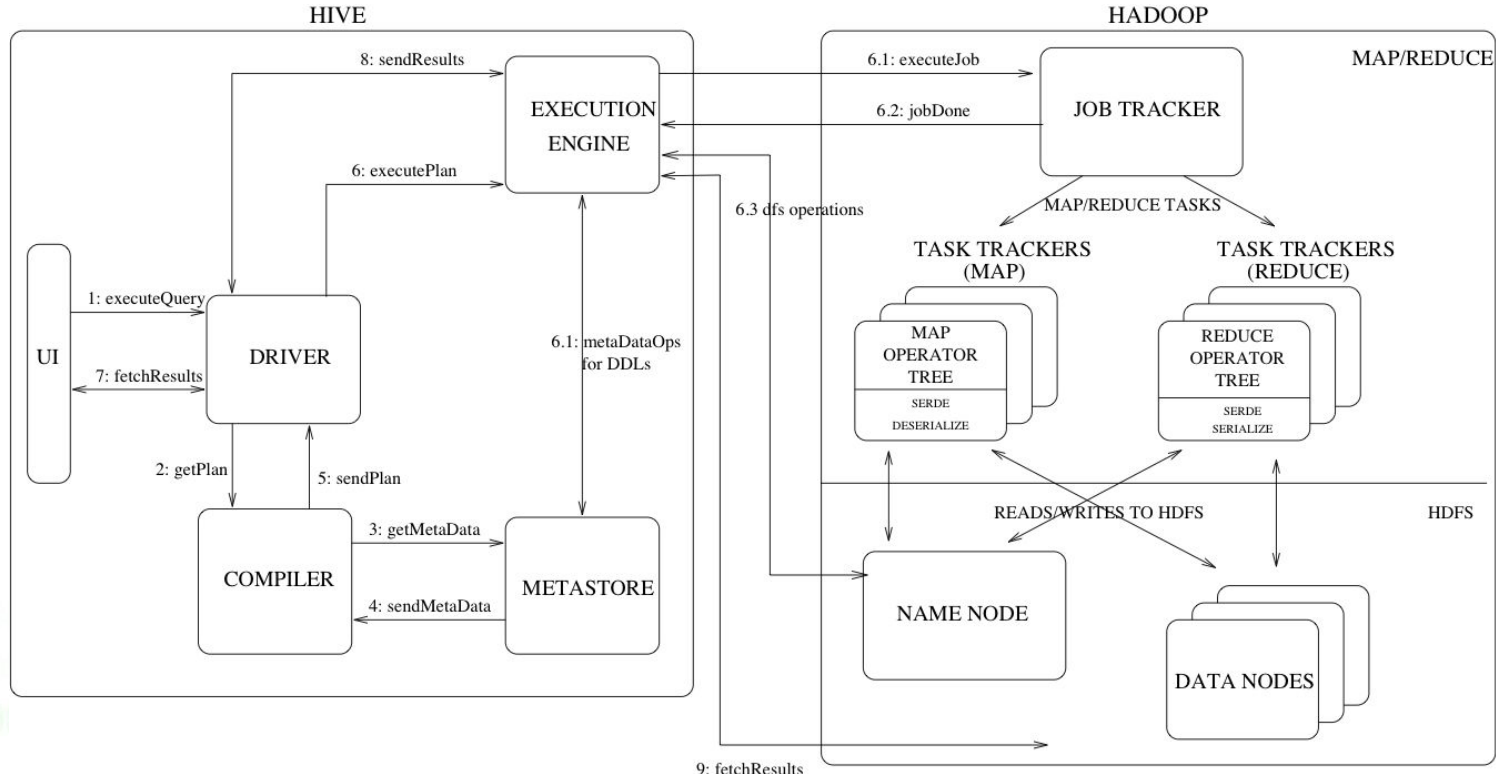 HIVE
HADOOP
MAP/REDUCE
8: sendResults
EXECUTION
ENGINE
6.1: executeJob
6.2: jobDone
JOB TRACKER
6: executePlan
6.3 dfs operations
MAP/REDUCE TASKS
TASK TRACKERS
(MAP)
TASK TRACKERS
(REDUCE)
UI
1: executeQuery
7: fetchResults
DRIVER
6.1: metaDataOps
for DDLs
MAP
OPERATOR
TREE
SERDE
DESERIALIZE
REDUCE
OPERATOR
TREE
SERDE
SERIALIZE
2: getPlan
5: sendPlan
READS/WRITES TO HDFS
HDFS
COMPILER
3: getMetaData
4: sendMetaData
METASTORE
NAME NODE
DATA NODES
9: fetchResults